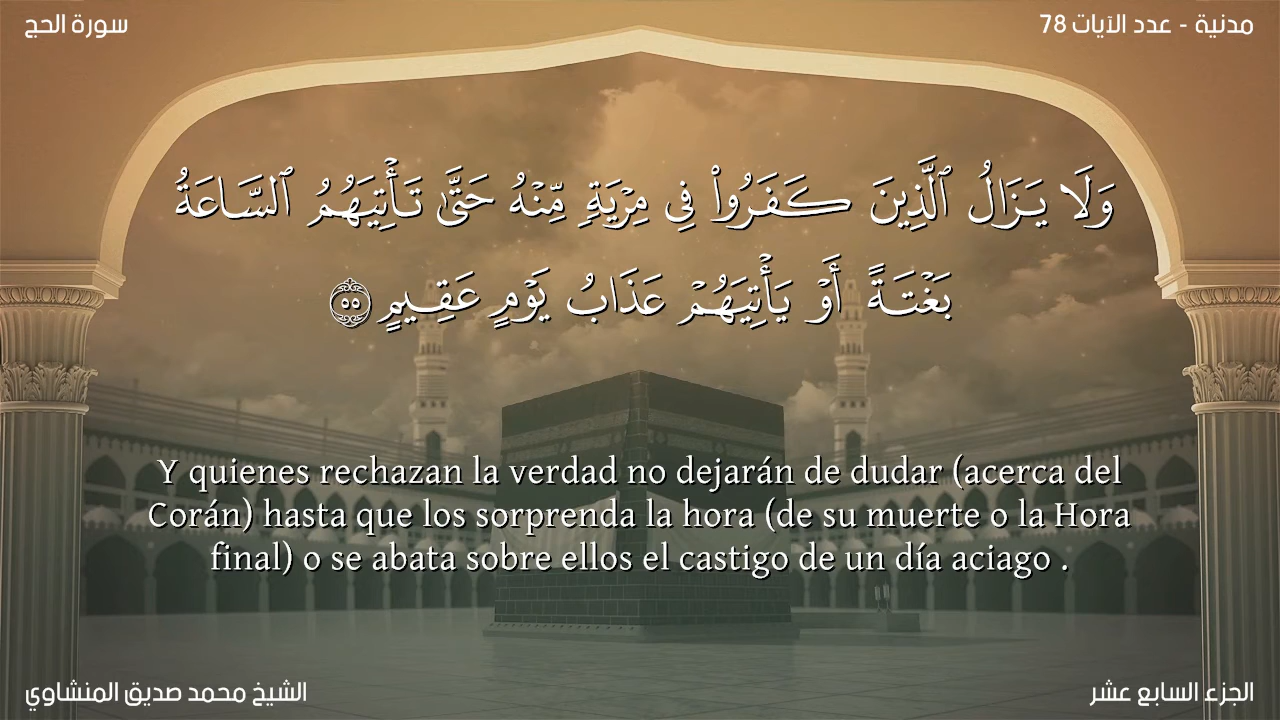 سورة الحج
مدنية - عدد الآيات 78
وَلَا يَزَالُ ٱلَّذِينَ كَفَرُوا۟ فِى مِرْيَةٍ مِّنْهُ حَتَّىٰ تَأْتِيَهُمُ ٱلسَّاعَةُ
بَغْتَةً أَوْ يَأْتِيَهُمْ عَذَابُ يَوْمٍ عَقِيمٍ ٥٥
Y quienes rechazan la verdad no dejarán de dudar (acerca del
Corán) hasta que los sorprenda la hora (de su muerte o la Hora
final) o se abata sobre ellos el castigo de un día aciago .
الشيخ محمد صديق المنشاوي
الجزء السابع عشر